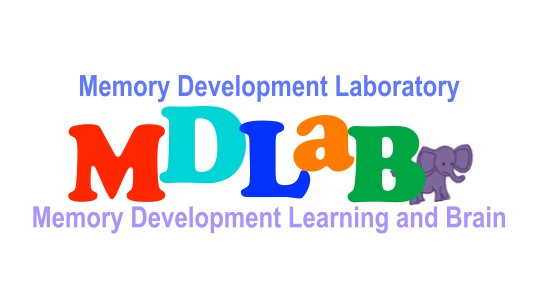 Memory Development Laboratory
MDLaB
Memory Development Learning and Brain